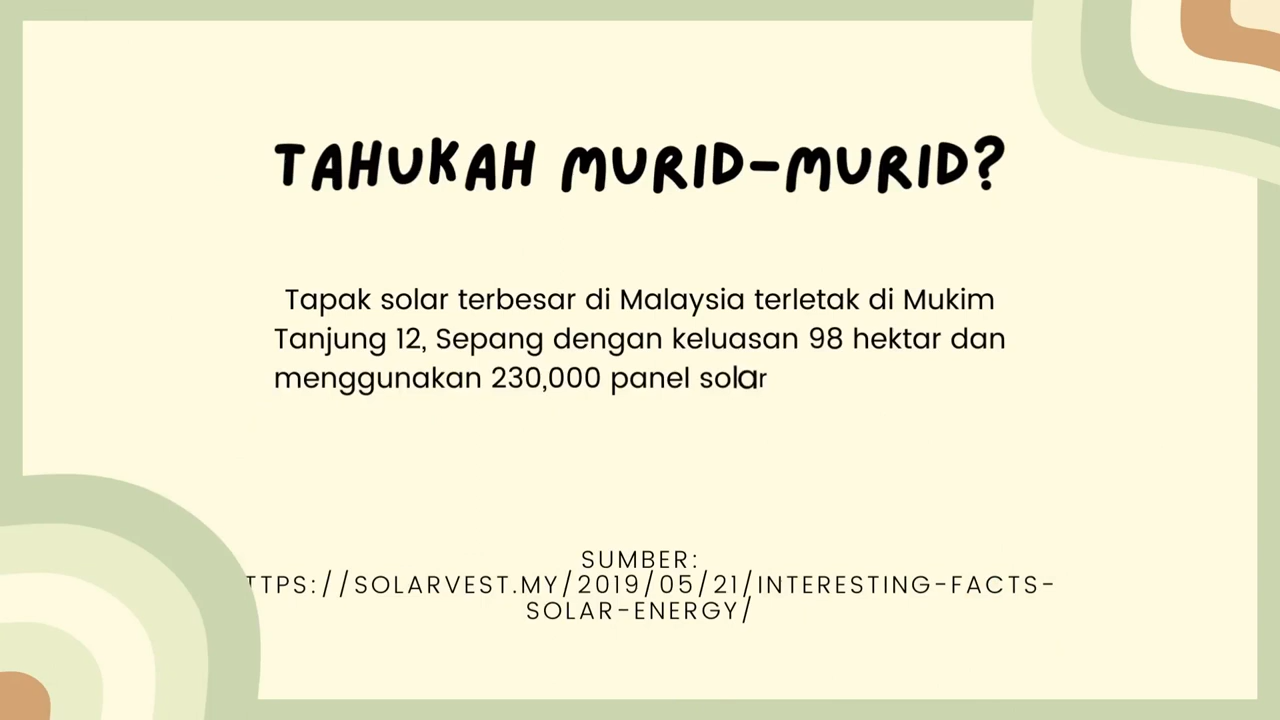 TAHUKAH MURID-MURID?
Tapak solar terbesar di Malaysia terletak di Mukim
Tanjung 12, Sepang dengan keluasan 98 hektar dan
menggunakan 230,000 panel solar
SUMBER:
TTPS://SOLARVEST.MY/2019/05/21/INTERESTING-FACTS-
SOLAR-ENERGY/